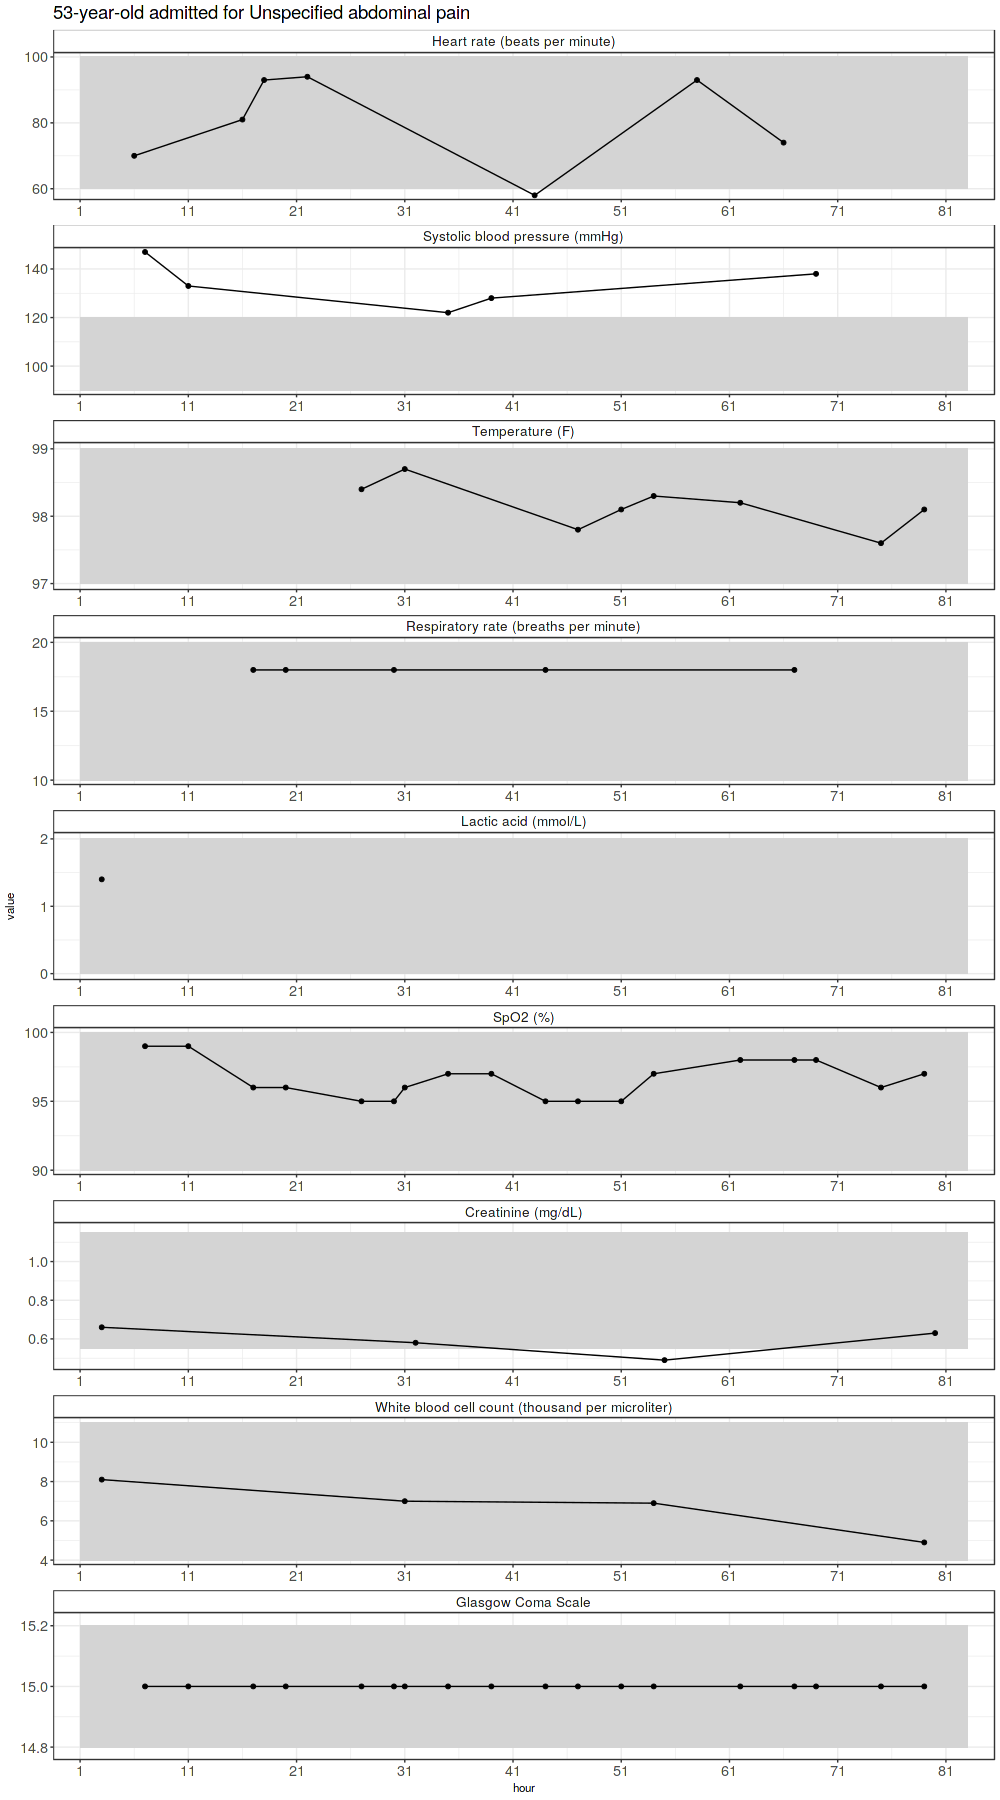 53-year-old admitted for Unspecified abdominal pain
Heart rate (beats per minute)
100
80
60
1 11 21 31 41 51 61 71 81
Systolic blood pressure (mmHg)
140
120
100
1 11 21 31 41 51 61 71 81
Temperature (F)
99
98
97
1 11 21 31 41 51 61 71 81
Respiratory rate (breaths per minute)
20
15
10
1 11 21 31 41 51 61 71 81
Lactic acid (mmol/L)
2
1
0
1 11 21 31 41 51 61 71 81
value
SpO2 (%)
100
95
90
1 11 21 31 41 51 61 71 81
Creatinine (mg/dL)
1.0
0.8
0.6
1 11 21 31 41 51 61 71 81
White blood cell count (thousand per microliter)
10
8
6
4
1 11 21 31 41 51 61 71 81
Glasgow Coma Scale
15.2
15.0
14.8
1 11 21 31 41 51 61 71 81
hour